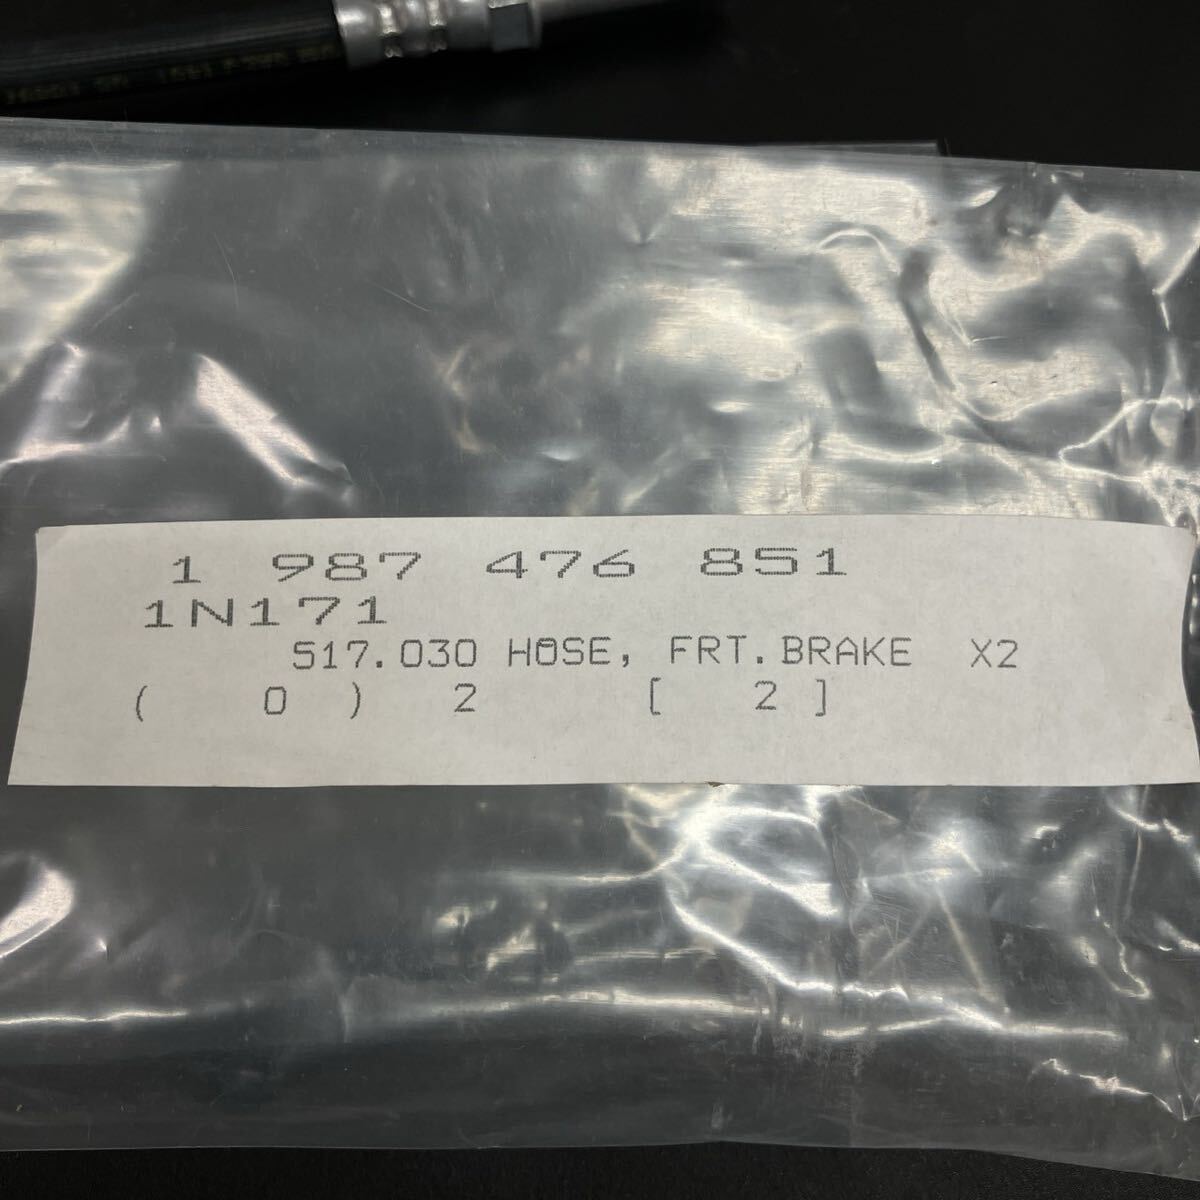 1 987 476 851
1N171
517.030 HOSE, FRT.BRAKE X2
( 0 ) 2 [ 2 ]